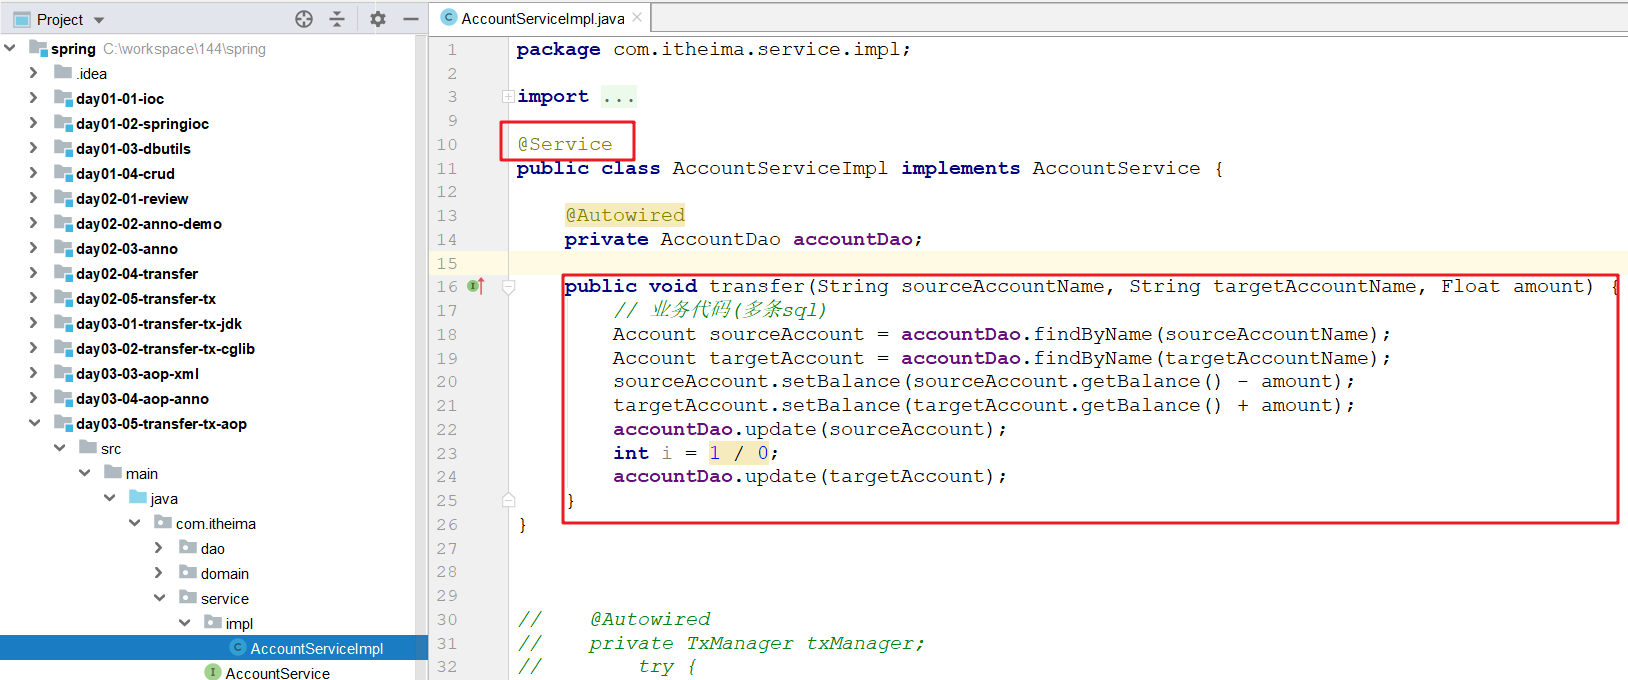 Project
spring C:\workspace\144\spring
.idea
day01-01-ioc
day01-02-springioc
day01-03-dbutils
day01-04-crud
day02-01-review
day02-02-anno-demo
day02-03-anno
day02-04-transfer
day02-05-transfer-tx
day03-01-transfer-tx-jdk
day03-02-transfer-tx-cglib
day03-03-aop-xml
day03-04-aop-anno
day03-05-transfer-tx-aop
src
main
java
com.itheima
dao
domain
service
impl
AccountServiceImpl
AccountService
AccountServiceImpl.java
1 package com.itheima.service.impl;
2
3 import ...
9
10 @Service
11 public class AccountServiceImpl implements AccountService {
12
13 @Autowired
14 private AccountDao accountDao;
15
16 public void transfer(String sourceAccountName, String targetAccountName, Float amount) {
17 // 业务代码(多条sql)
18 Account sourceAccount = accountDao.findByName(sourceAccountName);
19 Account targetAccount = accountDao.findByName(targetAccountName);
20 sourceAccount.setBalance(sourceAccount.getBalance() - amount);
21 targetAccount.setBalance(targetAccount.getBalance() + amount);
22 accountDao.update(sourceAccount);
23 int i = 1 / 0;
24 accountDao.update(targetAccount);
25 }
26 }
27
28
29
30 // @Autowired
31 // private TxManager txManager;
32 // try {